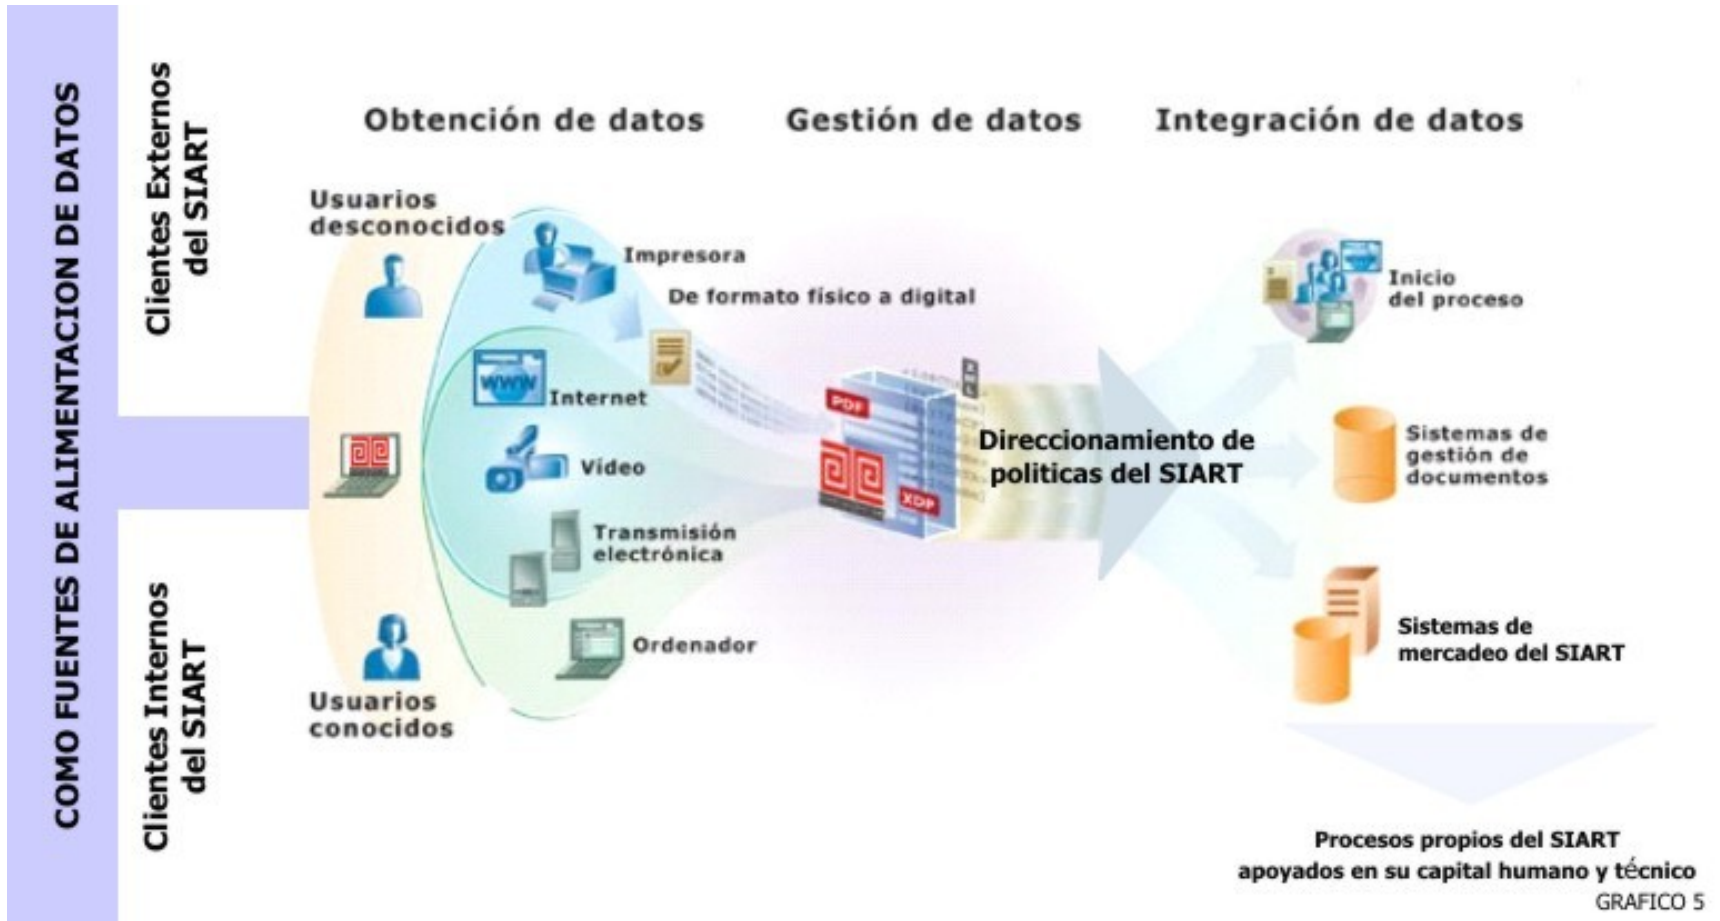 COMO FUENTES DE ALIMENTACION DE DATOS
Clientes Externos
del SIART
Clientes Internos
del SIART
Obtención de datos
Gestión de datos
Integración de datos
Usuarios
desconocidos
Impresora
De formato físico a digital
WWW
Internet
Vídeo
Transmisión
electrónica
Ordenador
Usuarios
conocidos
PDF
XML
XDP
Direccionamiento de
politicas del SIART
Inicio
del proceso
Sistemas de
gestión de
documentos
Sistemas de
mercadeo del SIART
Procesos propios del SIART
apoyados en su capital humano y técnico
GRAFICO 5